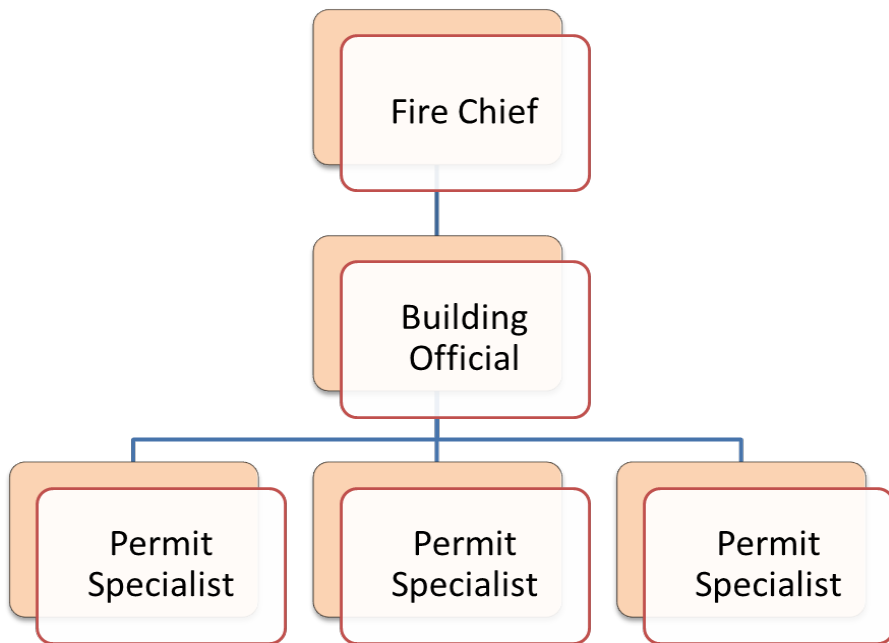 Fire Chief
Building
Official
Permit
Specialist
Permit
Specialist
Permit
Specialist